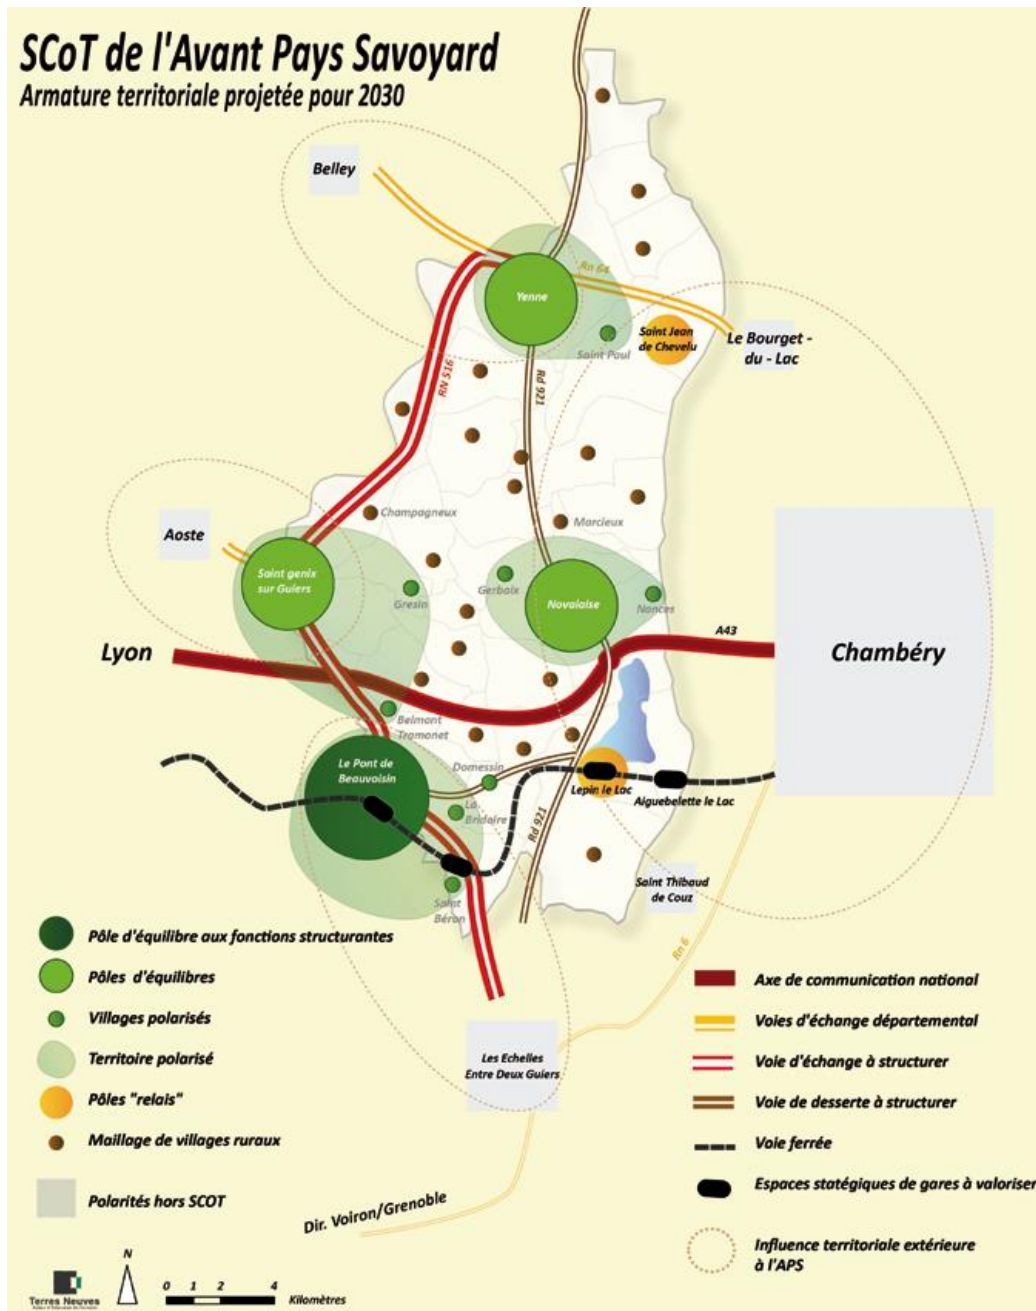 SCoT de l'Avant Pays Savoyard
Armature territoriale projetée pour 2030
Belley
Yenne
Rn 64
Saint Paul
Saint Jean
de Chevelu
Le Bourget -
du - Lac
RN 516
Rd 921
Champagneux
Marcieux
Aoste
Saint genix
sur Guiers
Gresin
Gerbaix
Novalaise
Nances
A43
Lyon
Chambéry
Belmont
Tramonet
Le Pont de
Beauvoisin
Domessin
La
Bridoire
Lepin le Lac
Aiguebelette le Lac
Rd 921
Saint
Béron
Saint Thibaud
de Couz
Rn 6
Les Echelles
Entre Deux Guiers
Dir. Voiron/Grenoble
Pôle d'équilibre aux fonctions structurantes
Pôles d'équilibres
Villages polarisés
Territoire polarisé
Pôles "relais"
Maillage de villages ruraux
Polarités hors SCOT
Axe de communication national
Voies d'échange départemental
Voie d'échange à structurer
Voie de desserte à structurer
Voie ferrée
Espaces statégiques de gares à valoriser
Influence territoriale extérieure
à l'APS
Terres Neuves
N
0 1 2 4
Kilomètres